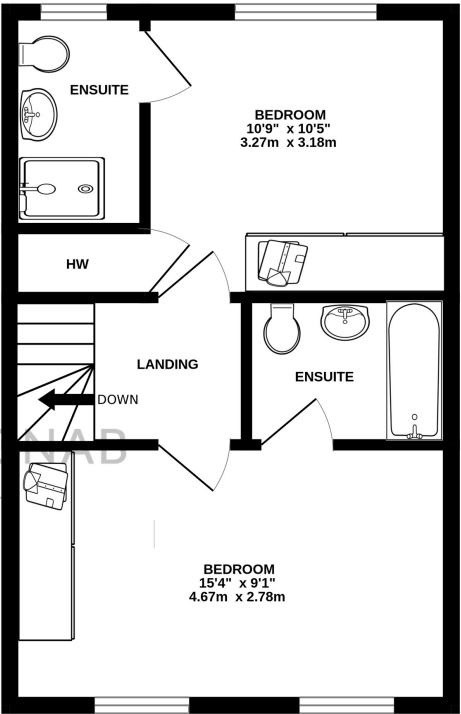 ENSUITE
BEDROOM
10'9" x 10'5"
3.27m x 3.18m
HW
LANDING
ENSUITE
DOWN
NAB
BEDROOM
15'4" x 9'1"
4.67m x 2.78m